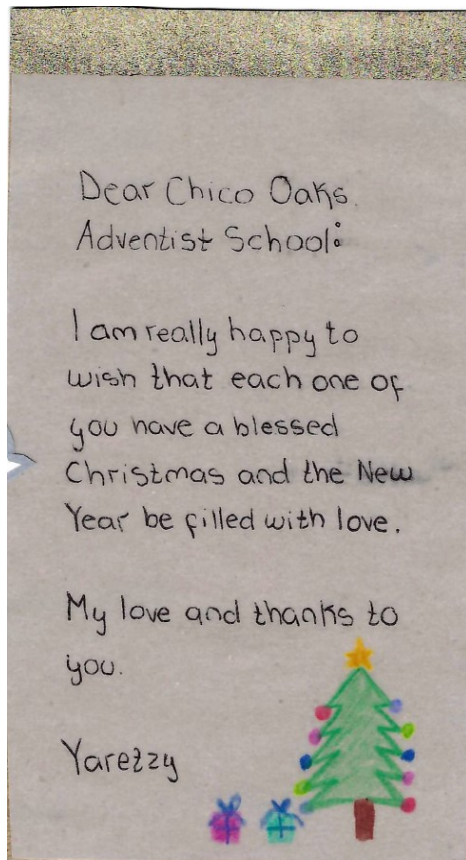 Dear Chico Oaks
Adventist School:
I am really happy to
wish that each one of
you have a blessed
Christmas and the New
Year be filled with love.
My love and thanks to
you.
Yarezzy